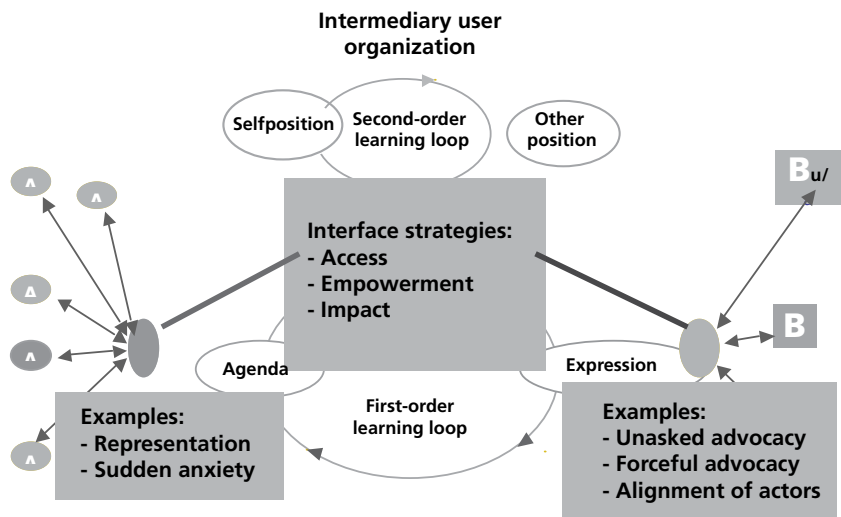 Intermediary user
organization
Selfposition
Second-order
learning loop
Other
position
Bu/
Interface strategies:
- Access
- Empowerment
- Impact
B
Agenda
Expression
First-order
learning loop
Examples:
- Representation
- Sudden anxiety
Examples:
- Unasked advocacy
- Forceful advocacy
- Alignment of actors